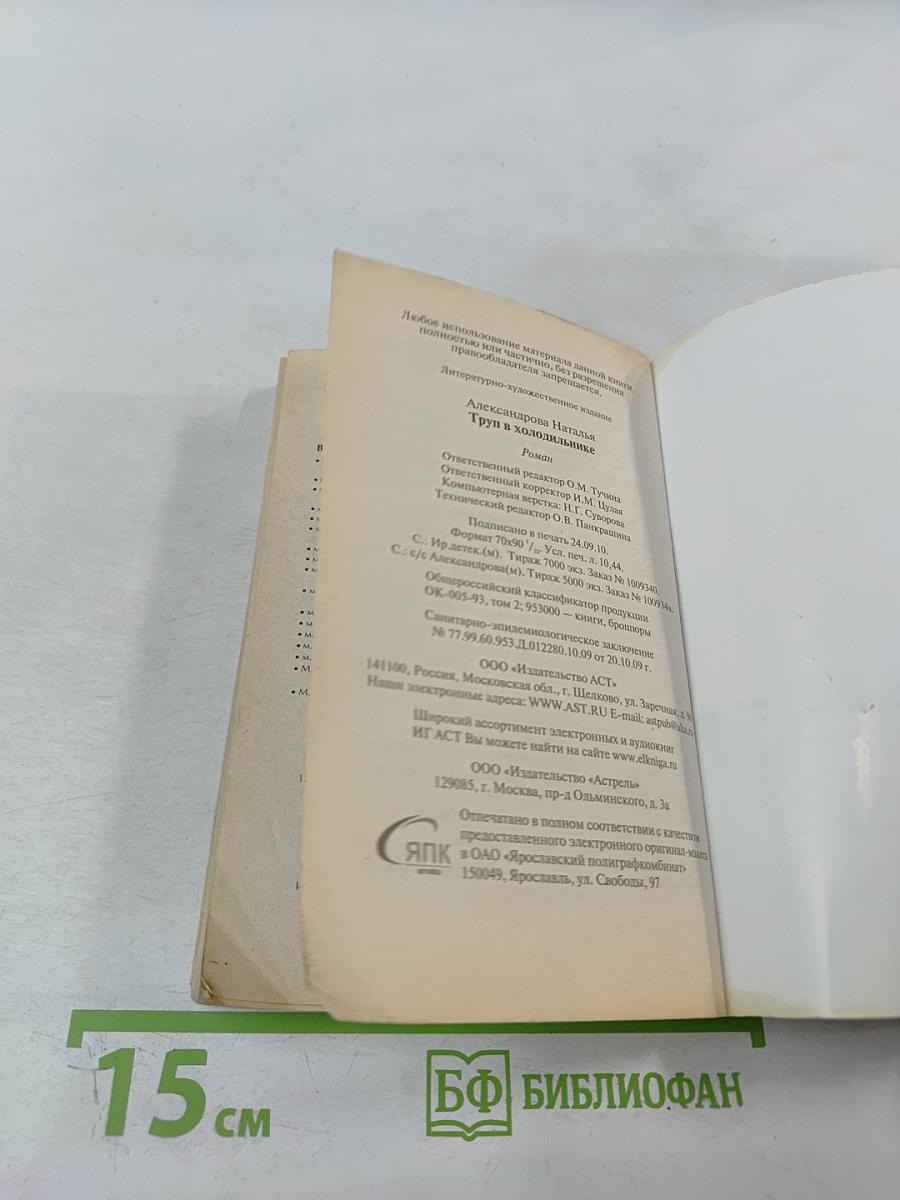 Любое использование материала данной книги,
полностью или частично, без разрешения
правообладателя запрещается.
Литературно-художественное издание
Александрова Наталья
Труп в холодильнике
Роман
Ответственный редактор О.М. Тучина
Ответственный корректор И.М. Цулая
Компьютерная верстка: Н.Г. Суворова
Технический редактор О.В. Панкрашина
Подписано в печать 24.09.10.
Формат 70x90 1/32. Усл. печ. л. 10,44.
С.: Ир.детек.(м). Тираж 7000 экз. Заказ № 1009340.
С.: с/с Александрова(м). Тираж 5000 экз. Заказ № 100934а.
Общероссийский классификатор продукции
ОК-005-93, том 2; 953000 — книги, брошюры
Санитарно-эпидемиологическое заключение
№ 77.99.60.953.Д.012280.10.09 от 20.10.09 г.
ООО «Издательство АСТ»
141100, Россия, Московская обл., г. Щелково, ул. Заречная, д. 96
Наши электронные адреса: WWW.AST.RU E-mail: astpub@aha.ru
Широкий ассортимент электронных и аудиокниг
ИГ АСТ Вы можете найти на сайте www.elkniga.ru
ООО «Издательство «Астрель»
129085, г. Москва, пр-д Ольминского, д. 3а
Отпечатано в полном соответствии с качеством
предоставленного электронного оригинал-макета
в ОАО «Ярославский полиграфкомбинат»
150049, Ярославль, ул. Свободы, 97
ЯПК
15 см
БФ БИБЛИОФАН